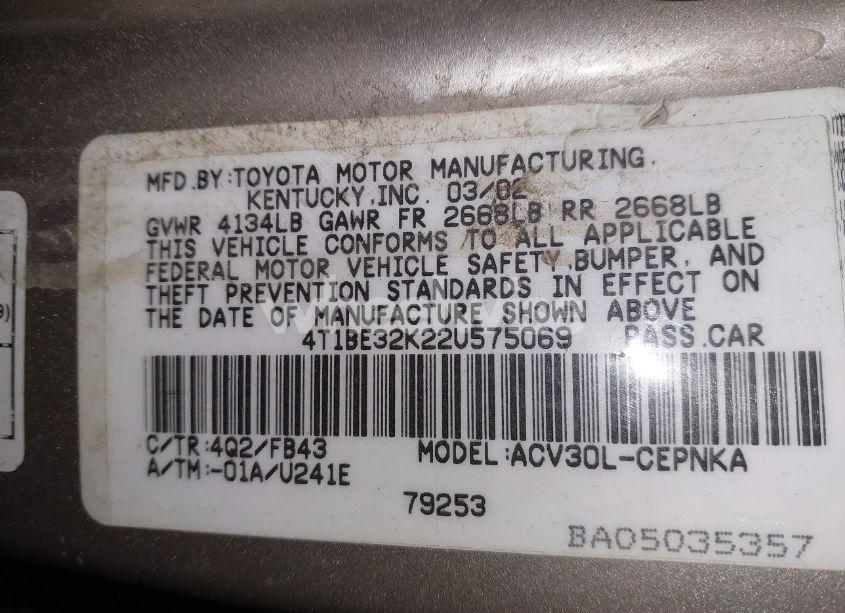 MFD.BY:TOYOTA MOTOR MANUFACTURING.
KENTUCKY,INC. 03/02
GVWR 4134LB GAWR FR 2668LB RR 2668LB
THIS VEHICLE CONFORMS TO ALL APPLICABLE
FEDERAL MOTOR VEHICLE SAFETY,BUMPER, AND
THEFT PREVENTION STANDARDS IN EFFECT ON
THE DATE OF MANUFACTURE SHOWN ABOVE
4T1BE32K22U575069 PASS.CAR
C/TR:4Q2/FB43 MODEL:ACV30L-CEPNKA
A/TM:-01A/U241E
79253
BA05035357
9)